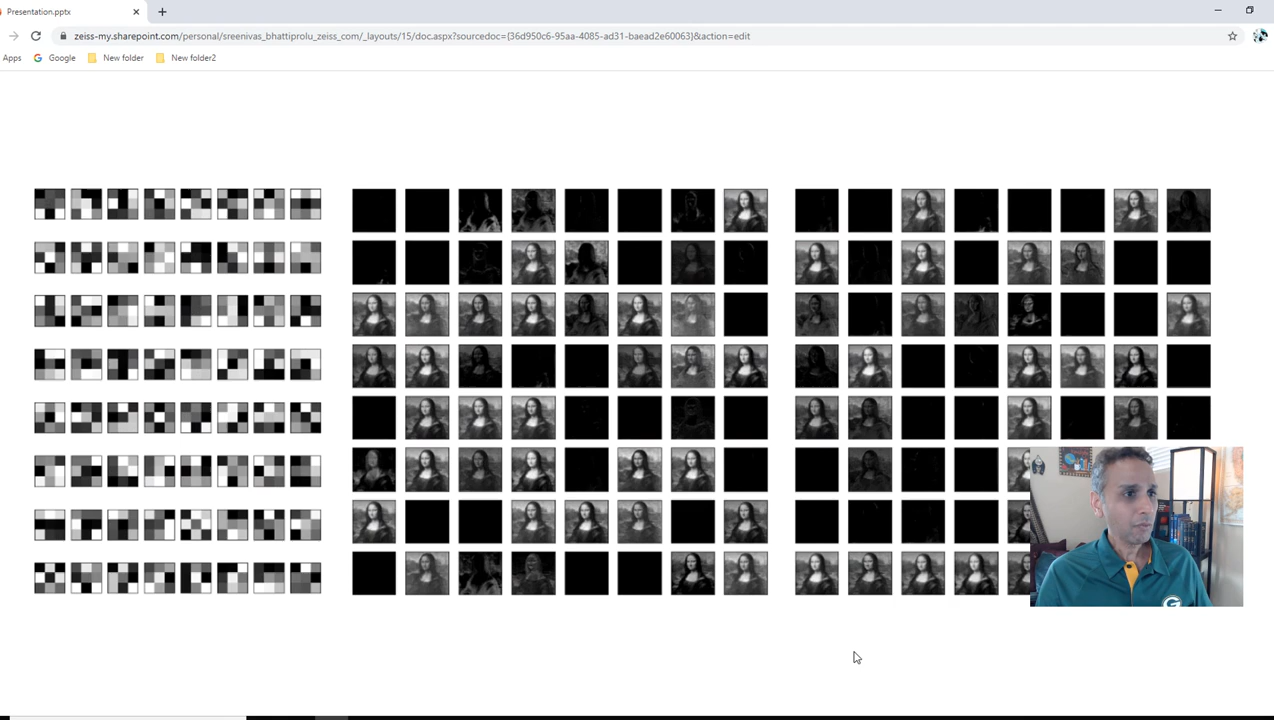 Presentation.pptx
zeiss-my.sharepoint.com/personal/sreenivas_bhattiprolu_zeiss_com/_layouts/15/doc.aspx?sourcedoc={36d950c6-95aa-4085-ad31-baead2e60063}&action=edit
Apps Google New folder New folder2
G